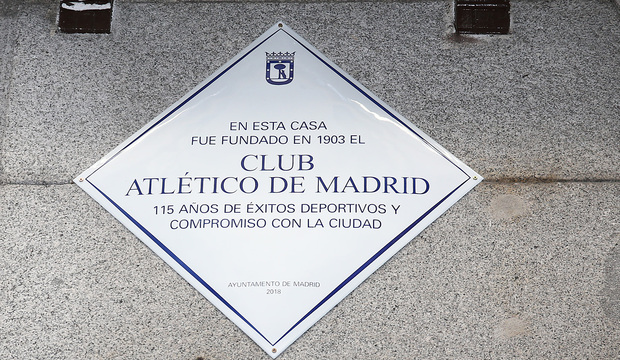 EN ESTA CASA
FUE FUNDADO EN 1903 EL
CLUB
ATLÉTICO DE MADRID
115 AÑOS DE ÉXITOS DEPORTIVOS Y
COMPROMISO CON LA CIUDAD
AYUNTAMIENTO DE MADRID
2018